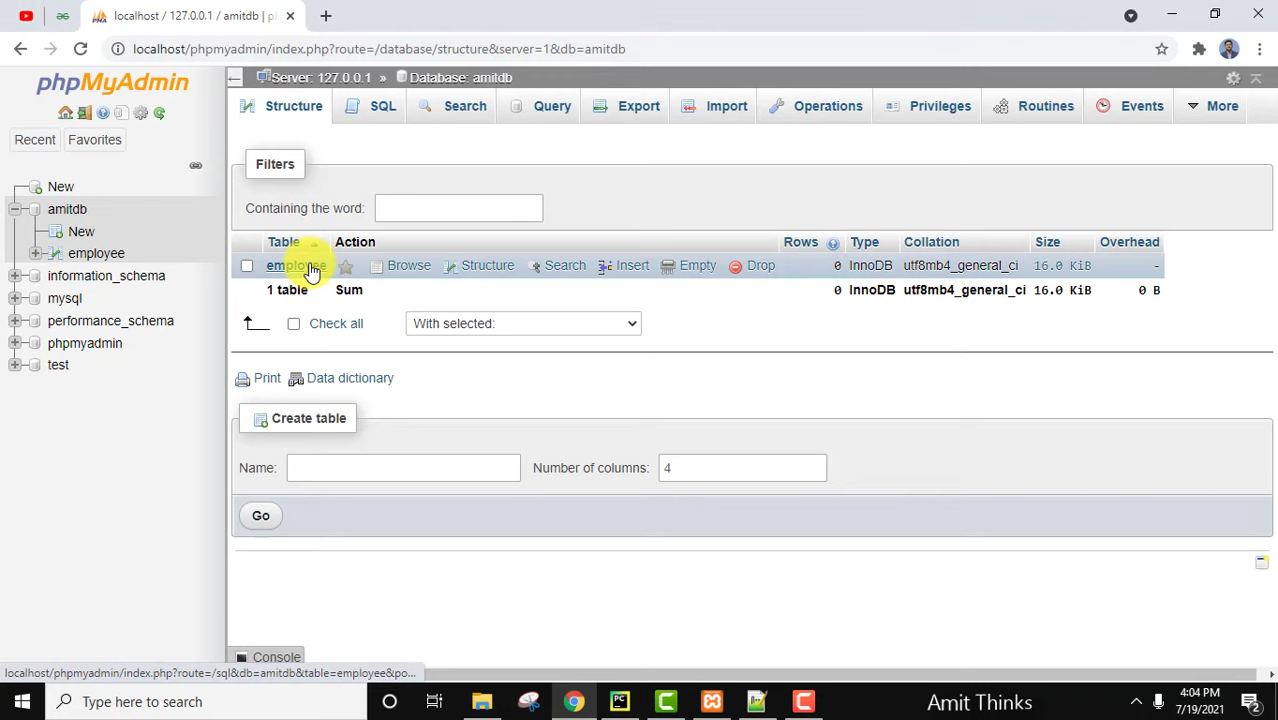 localhost / 127.0.0.1 / amitdb | p
localhost/phpmyadmin/index.php?route=/database/structure&server=1&db=amitdb
phpMyAdmin
Recent
Favorites
New
amitdb
New
employee
information_schema
mysql
performance_schema
phpmyadmin
test
Server: 127.0.0.1 » Database: amitdb
Structure SQL Search Query Export Import Operations Privileges Routines Events More
Filters
Containing the word:
Table Action Rows Type Collation Size Overhead
employee Browse Structure Search Insert Empty Drop 0 InnoDB utf8mb4_general_ci 16.0 KiB -
1 table Sum 0 InnoDB utf8mb4_general_ci 16.0 KiB 0 B
Check all With selected:
Print Data dictionary
Create table
Name: Number of columns: 4
Go
Console
localhost/phpmyadmin/index.php?route=/sql&db=amitdb&table=employee&po...
Type here to search
Amit Thinks
4:04 PM
7/19/2021
2